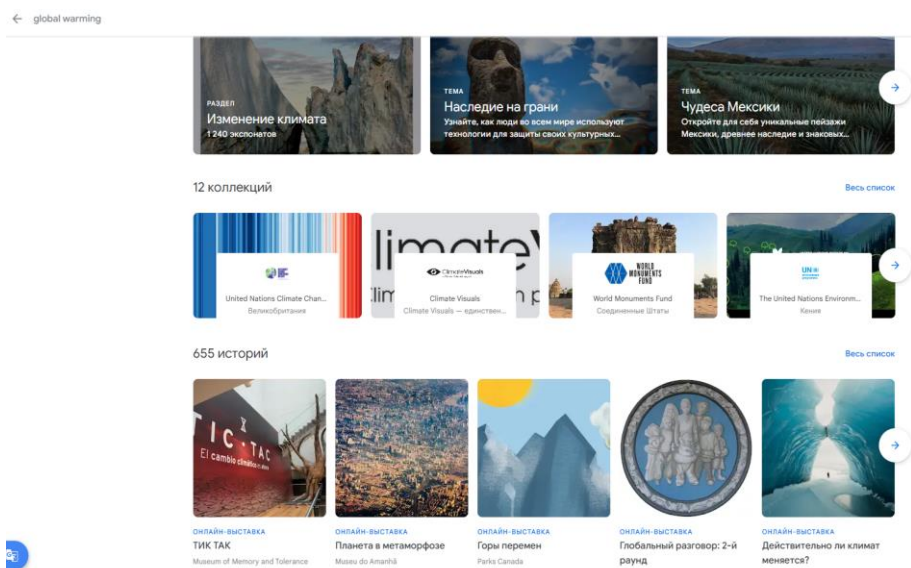 global warming
РАЗДЕЛ
Изменение климата
1 240 экспонатов
ТЕМА
Наследие на грани
Узнайте, как люди во всем мире используют
технологии для защиты своих культурных...
ТЕМА
Чудеса Мексики
Откройте для себя уникальные пейзажи
Мексики, древнее наследие и знаковых...
12 коллекций
Весь список
United Nations Climate Chan...
Великобритания
limateV
lim
n p
ClimateVisuals
Climate Visuals
Climate Visuals — единствен...
WORLD
MONUMENTS
FUND
World Monuments Fund
Соединенные Штаты
UN
The United Nations Environm...
Кения
655 историй
Весь список
TIC-TAC
El cambio climático
ОНЛАЙН-ВЫСТАВКА
ТИК ТАК
Museum of Memory and Tolerance
ОНЛАЙН-ВЫСТАВКА
Планета в метаморфозе
Museu do Amanhã
ОНЛАЙН-ВЫСТАВКА
Горы перемен
Parks Canada
ОНЛАЙН-ВЫСТАВКА
Глобальный разговор: 2-й
раунд
ОНЛАЙН-ВЫСТАВКА
Действительно ли климат
меняется?